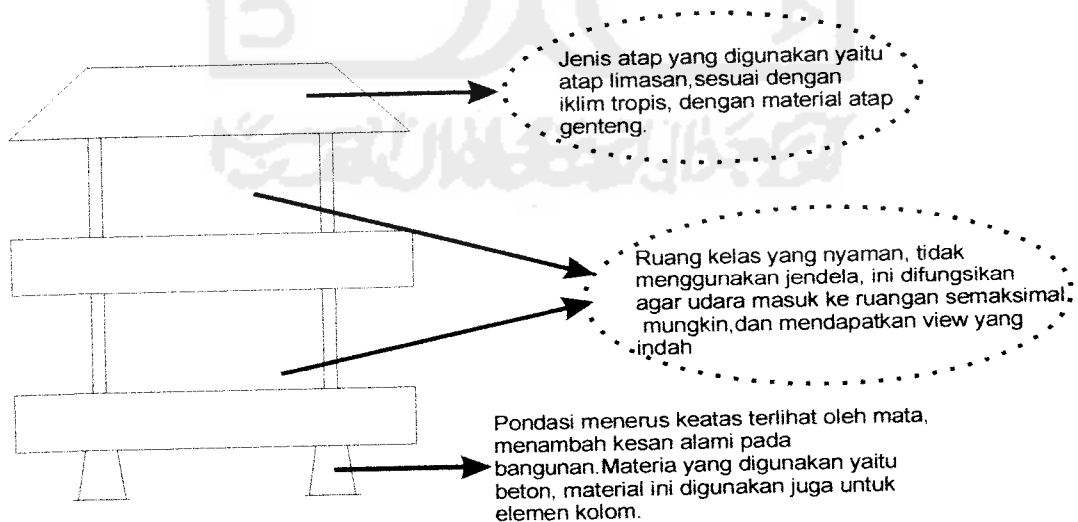 Jenis atap yang digunakan yaitu
atap limasan,sesuai dengan
iklim tropis, dengan material atap
genteng.
Ruang kelas yang nyaman, tidak
menggunakan jendela, ini difungsikan
agar udara masuk ke ruangan semaksimal
mungkin,dan mendapatkan view yang
indah
Pondasi menerus keatas terlihat oleh mata,
menambah kesan alami pada
bangunan.Materia yang digunakan yaitu
beton, material ini digunakan juga untuk
elemen kolom.